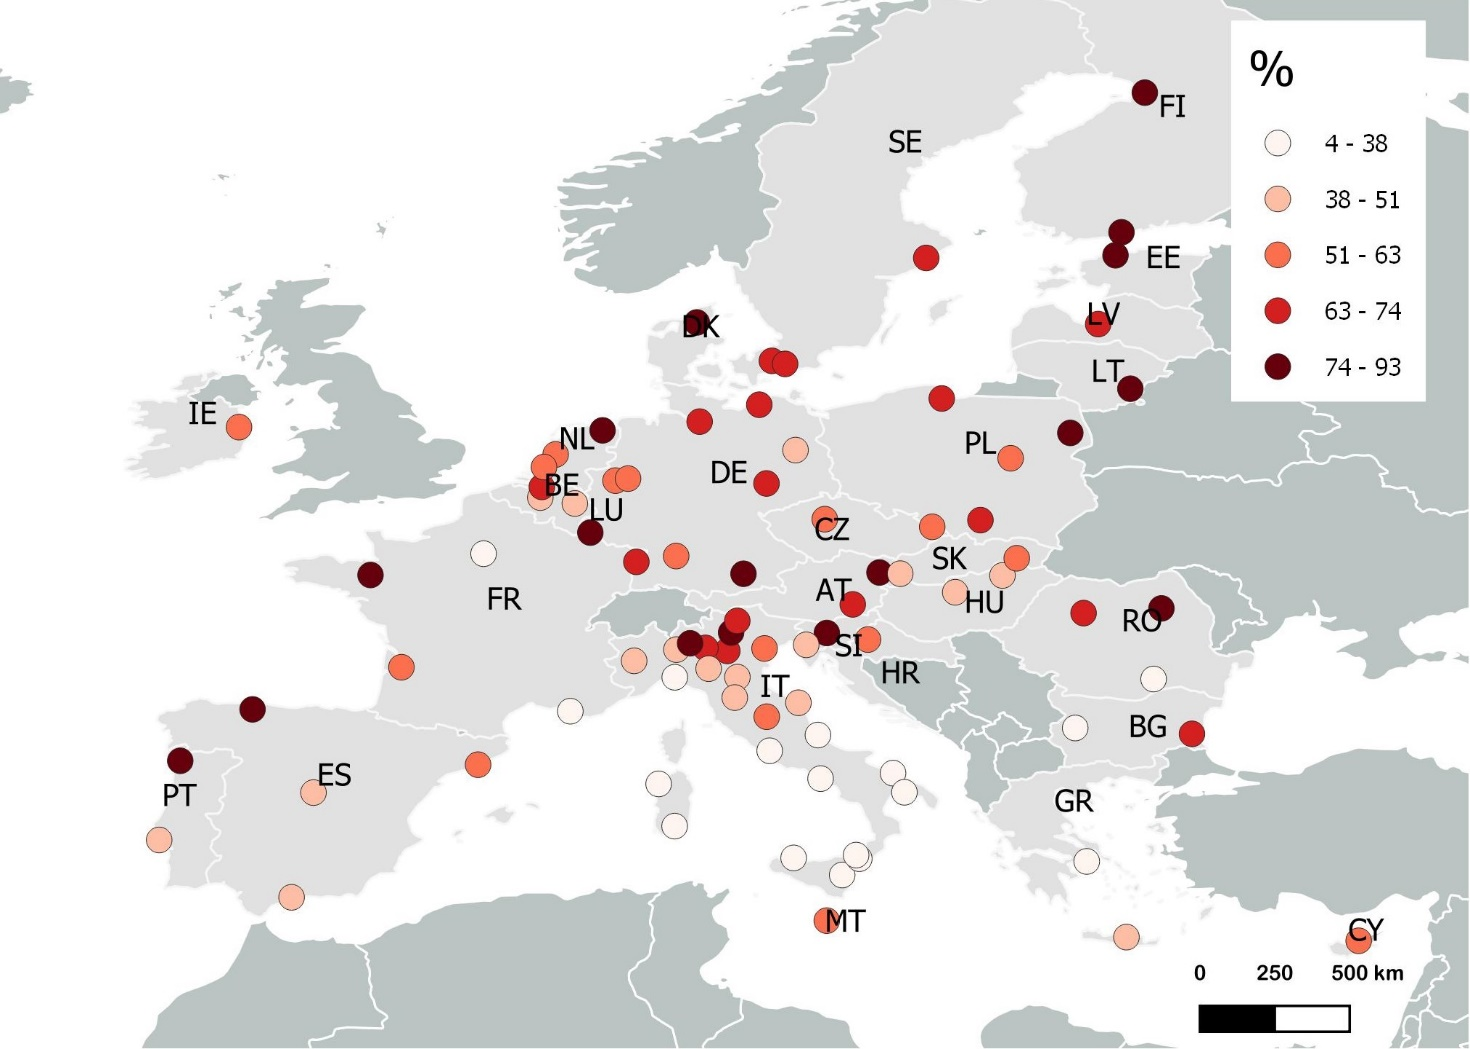 %
4 - 38
38 - 51
51 - 63
63 - 74
74 - 93
FI
SE
EE
LV
DK
LT
IE
NL
PL
DE
BE
LU
CZ
SK
AT
FR
HU
RO
SI
HR
IT
BG
ES
PT
GR
MT
CY
0 250 500 km